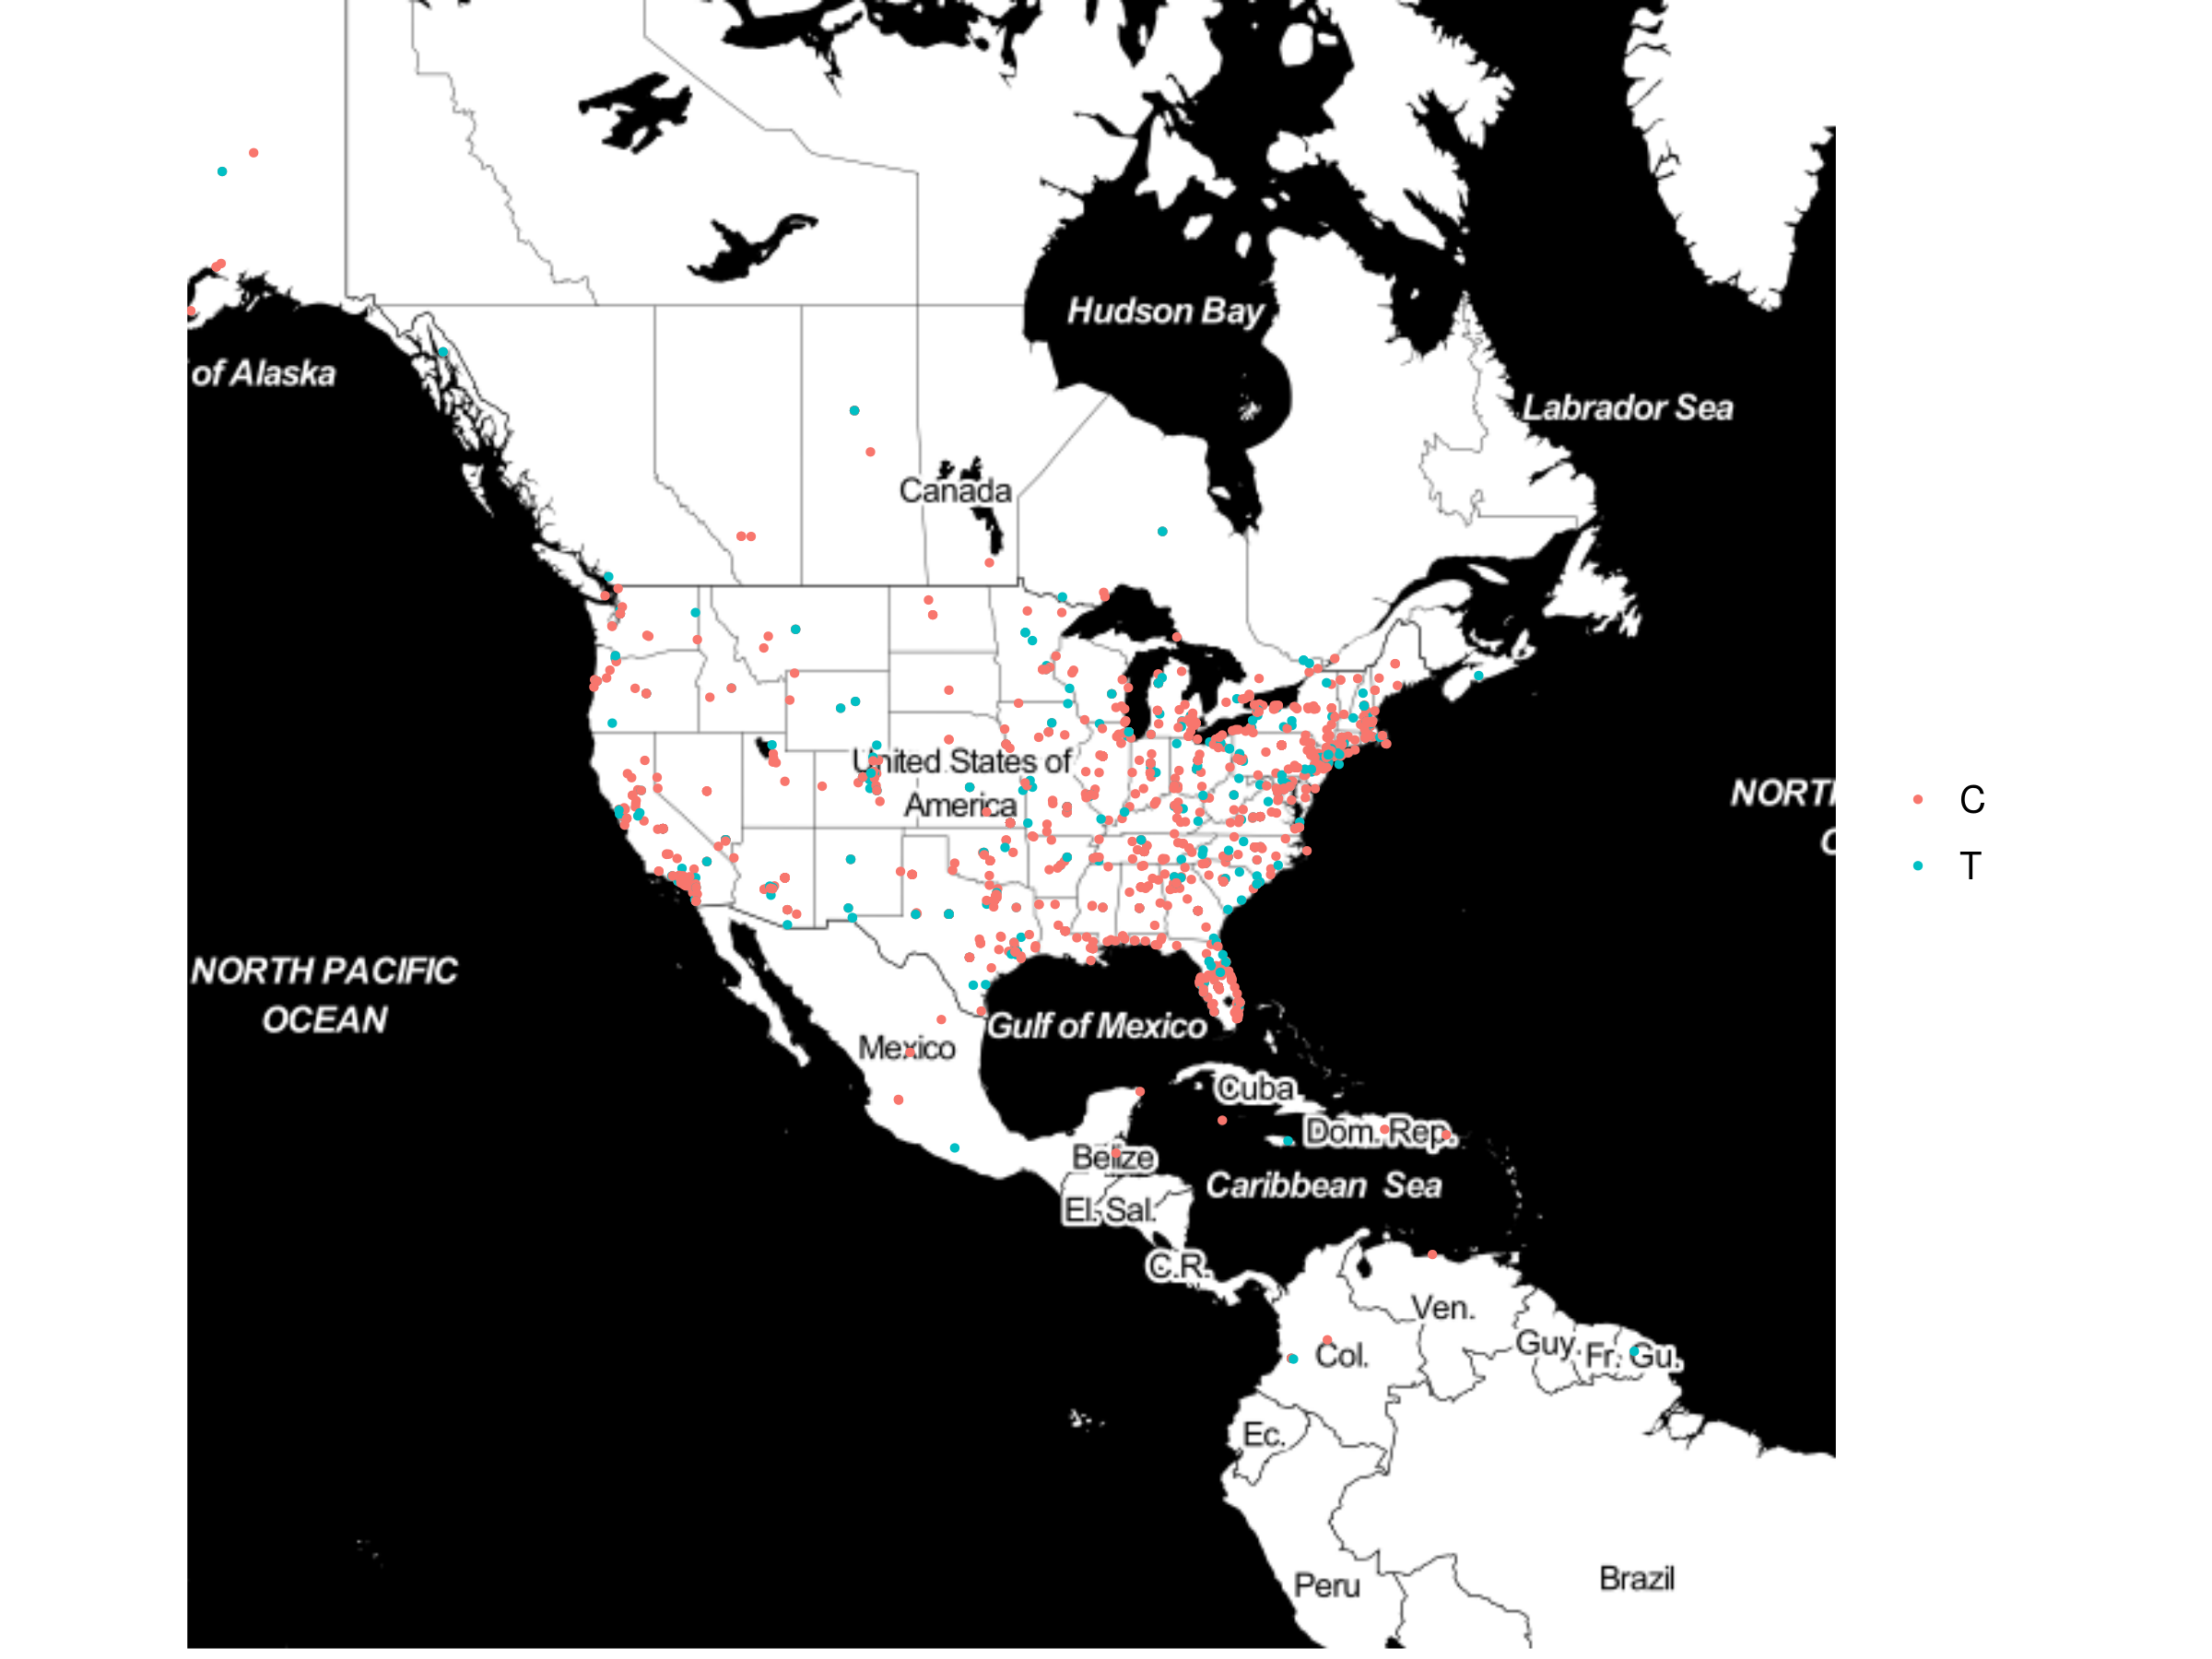 Hudson Bay
of Alaska
Labrador Sea
Canada
United States of
America
NORTH
C
T
NORTH PACIFIC
OCEAN
Gulf of Mexico
Mexico
Cuba
Dom. Rep.
Belize
Caribbean Sea
El. Sal.
C.R.
Ven.
Guy.
Fr. Gu.
Col.
Ec.
Peru
Brazil